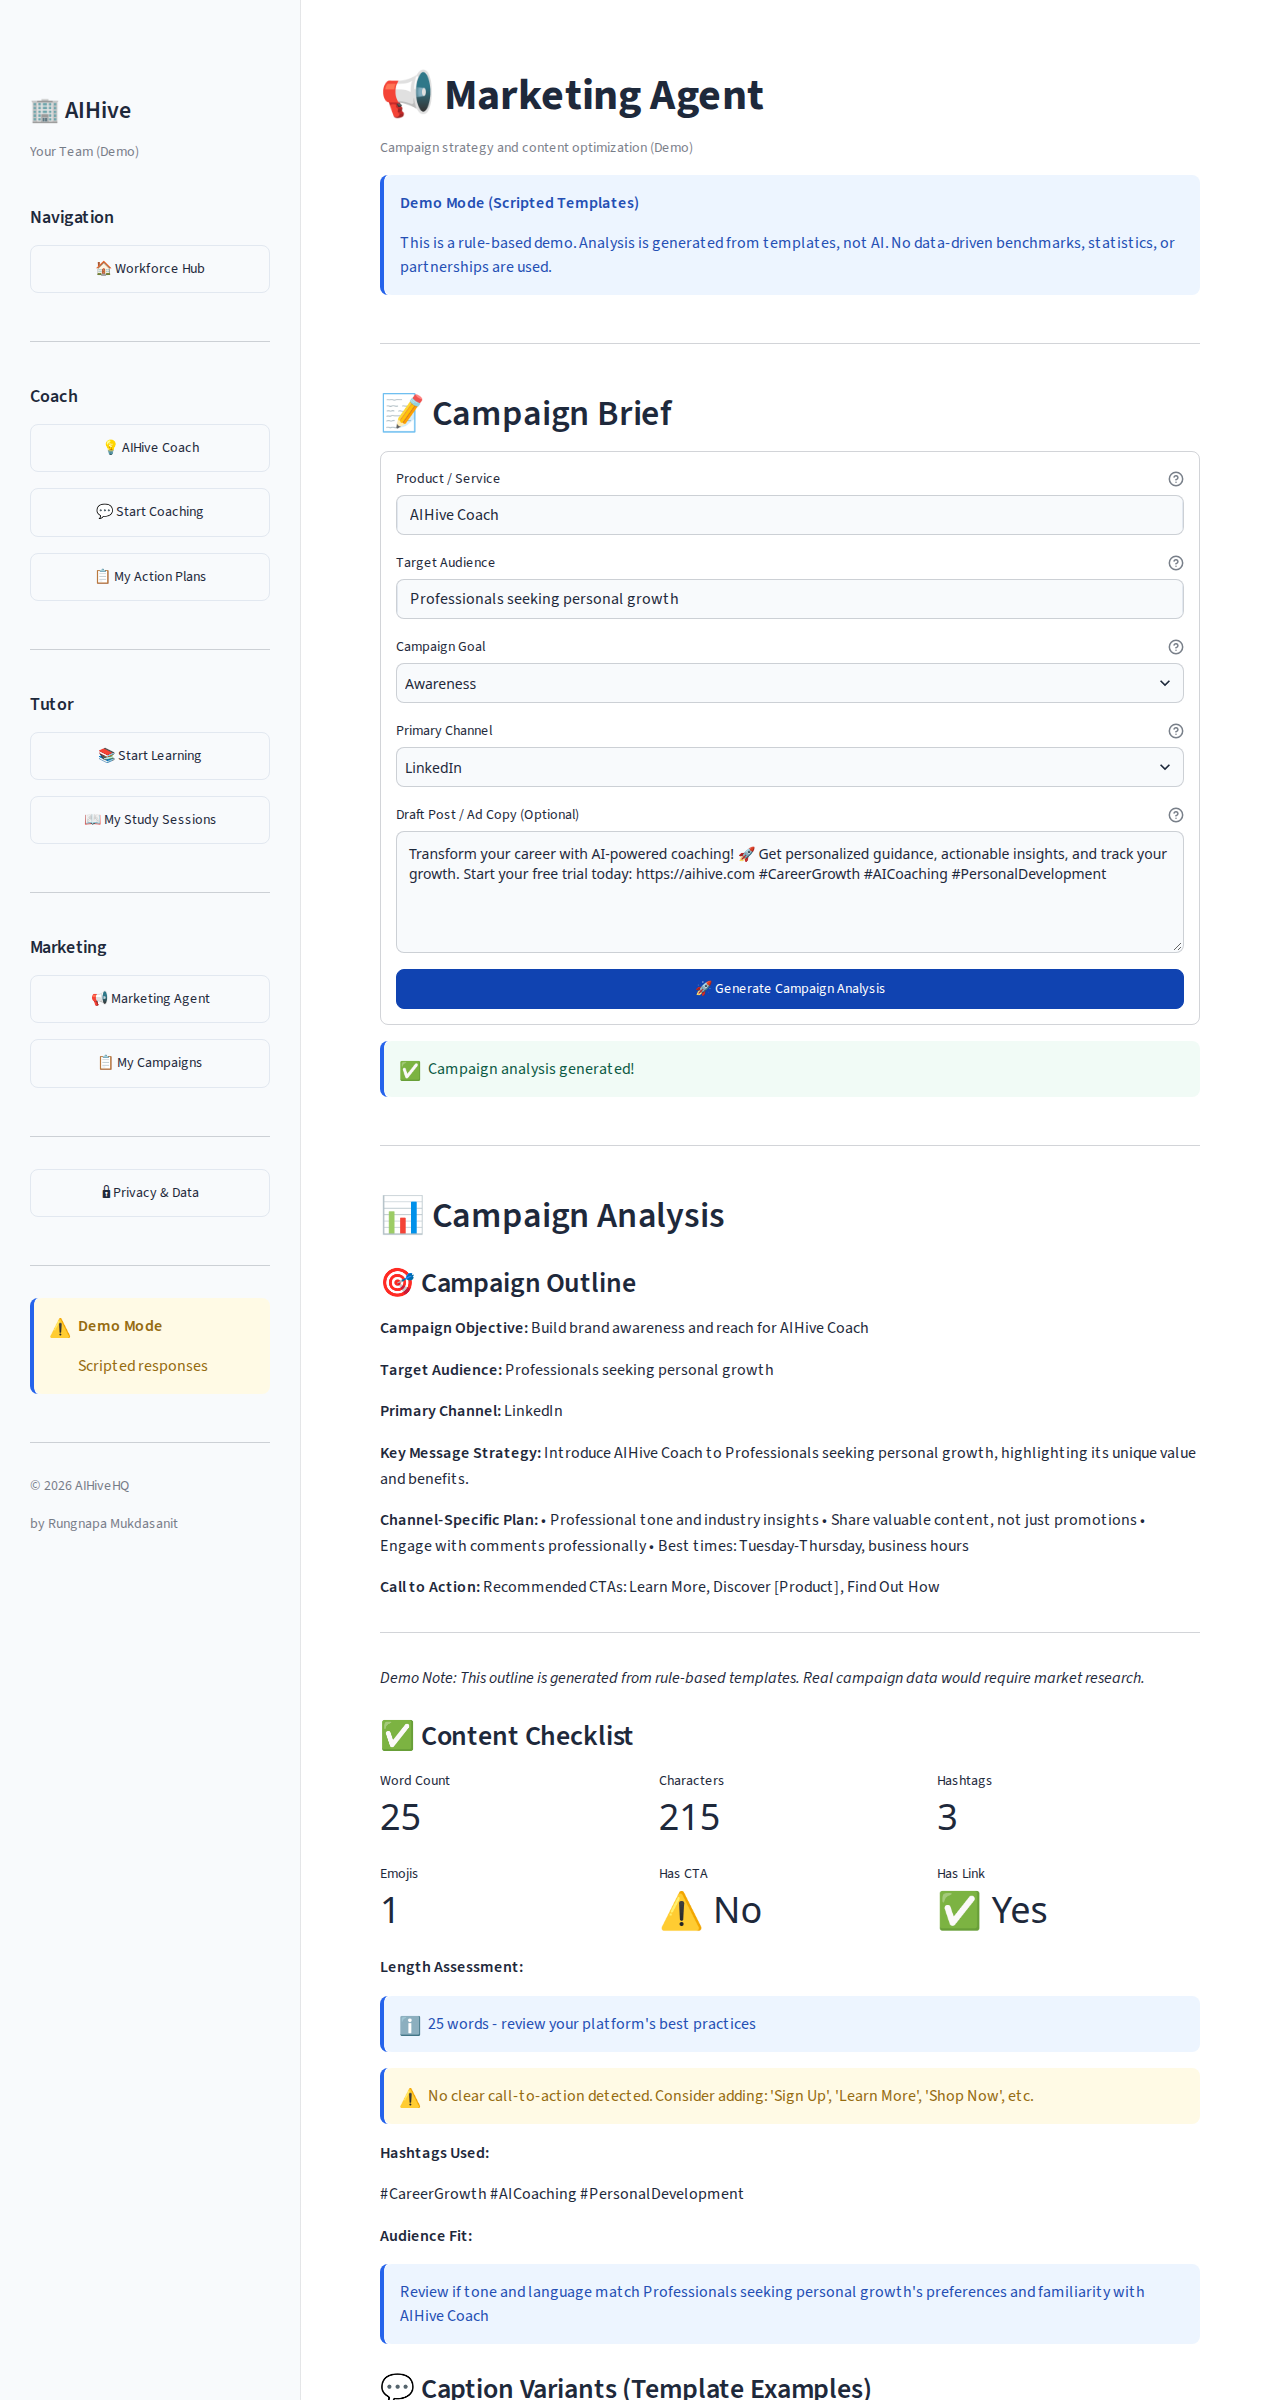 🏢 AIHive
Your Team (Demo)
Navigation
🏠 Workforce Hub
Coach
💡 AIHive Coach
💬 Start Coaching
📋 My Action Plans
Tutor
📚 Start Learning
📖 My Study Sessions
Marketing
📢 Marketing Agent
📋 My Campaigns
🔒 Privacy & Data
⚠️ Demo Mode
Scripted responses
© 2026 AIHiveHQ
by Rungnapa Mukdasanit
📢 Marketing Agent
Campaign strategy and content optimization (Demo)
Demo Mode (Scripted Templates)
This is a rule-based demo. Analysis is generated from templates, not AI. No data-driven benchmarks, statistics, or
partnerships are used.
📝 Campaign Brief
Product / Service
AIHive Coach
Target Audience
Professionals seeking personal growth
Campaign Goal
Awareness
Primary Channel
LinkedIn
Draft Post / Ad Copy (Optional)
Transform your career with AI-powered coaching! 🚀 Get personalized guidance, actionable insights, and track your
growth. Start your free trial today: https://aihive.com #CareerGrowth #AICoaching #PersonalDevelopment
🚀 Generate Campaign Analysis
✅ Campaign analysis generated!
📊 Campaign Analysis
🎯 Campaign Outline
Campaign Objective: Build brand awareness and reach for AIHive Coach
Target Audience: Professionals seeking personal growth
Primary Channel: LinkedIn
Key Message Strategy: Introduce AIHive Coach to Professionals seeking personal growth, highlighting its unique value
and benefits.
Channel-Specific Plan: • Professional tone and industry insights • Share valuable content, not just promotions •
Engage with comments professionally • Best times: Tuesday-Thursday, business hours
Call to Action: Recommended CTAs: Learn More, Discover [Product], Find Out How
Demo Note: This outline is generated from rule-based templates. Real campaign data would require market research.
✅ Content Checklist
Word Count
25
Characters
215
Hashtags
3
Emojis
1
Has CTA
⚠️ No
Has Link
✅ Yes
Length Assessment:
ℹ️ 25 words - review your platform's best practices
⚠️ No clear call-to-action detected. Consider adding: 'Sign Up', 'Learn More', 'Shop Now', etc.
Hashtags Used:
#CareerGrowth #AICoaching #PersonalDevelopment
Audience Fit:
Review if tone and language match Professionals seeking personal growth's preferences and familiarity with
AIHive Coach
💬 Caption Variants (Template Examples)